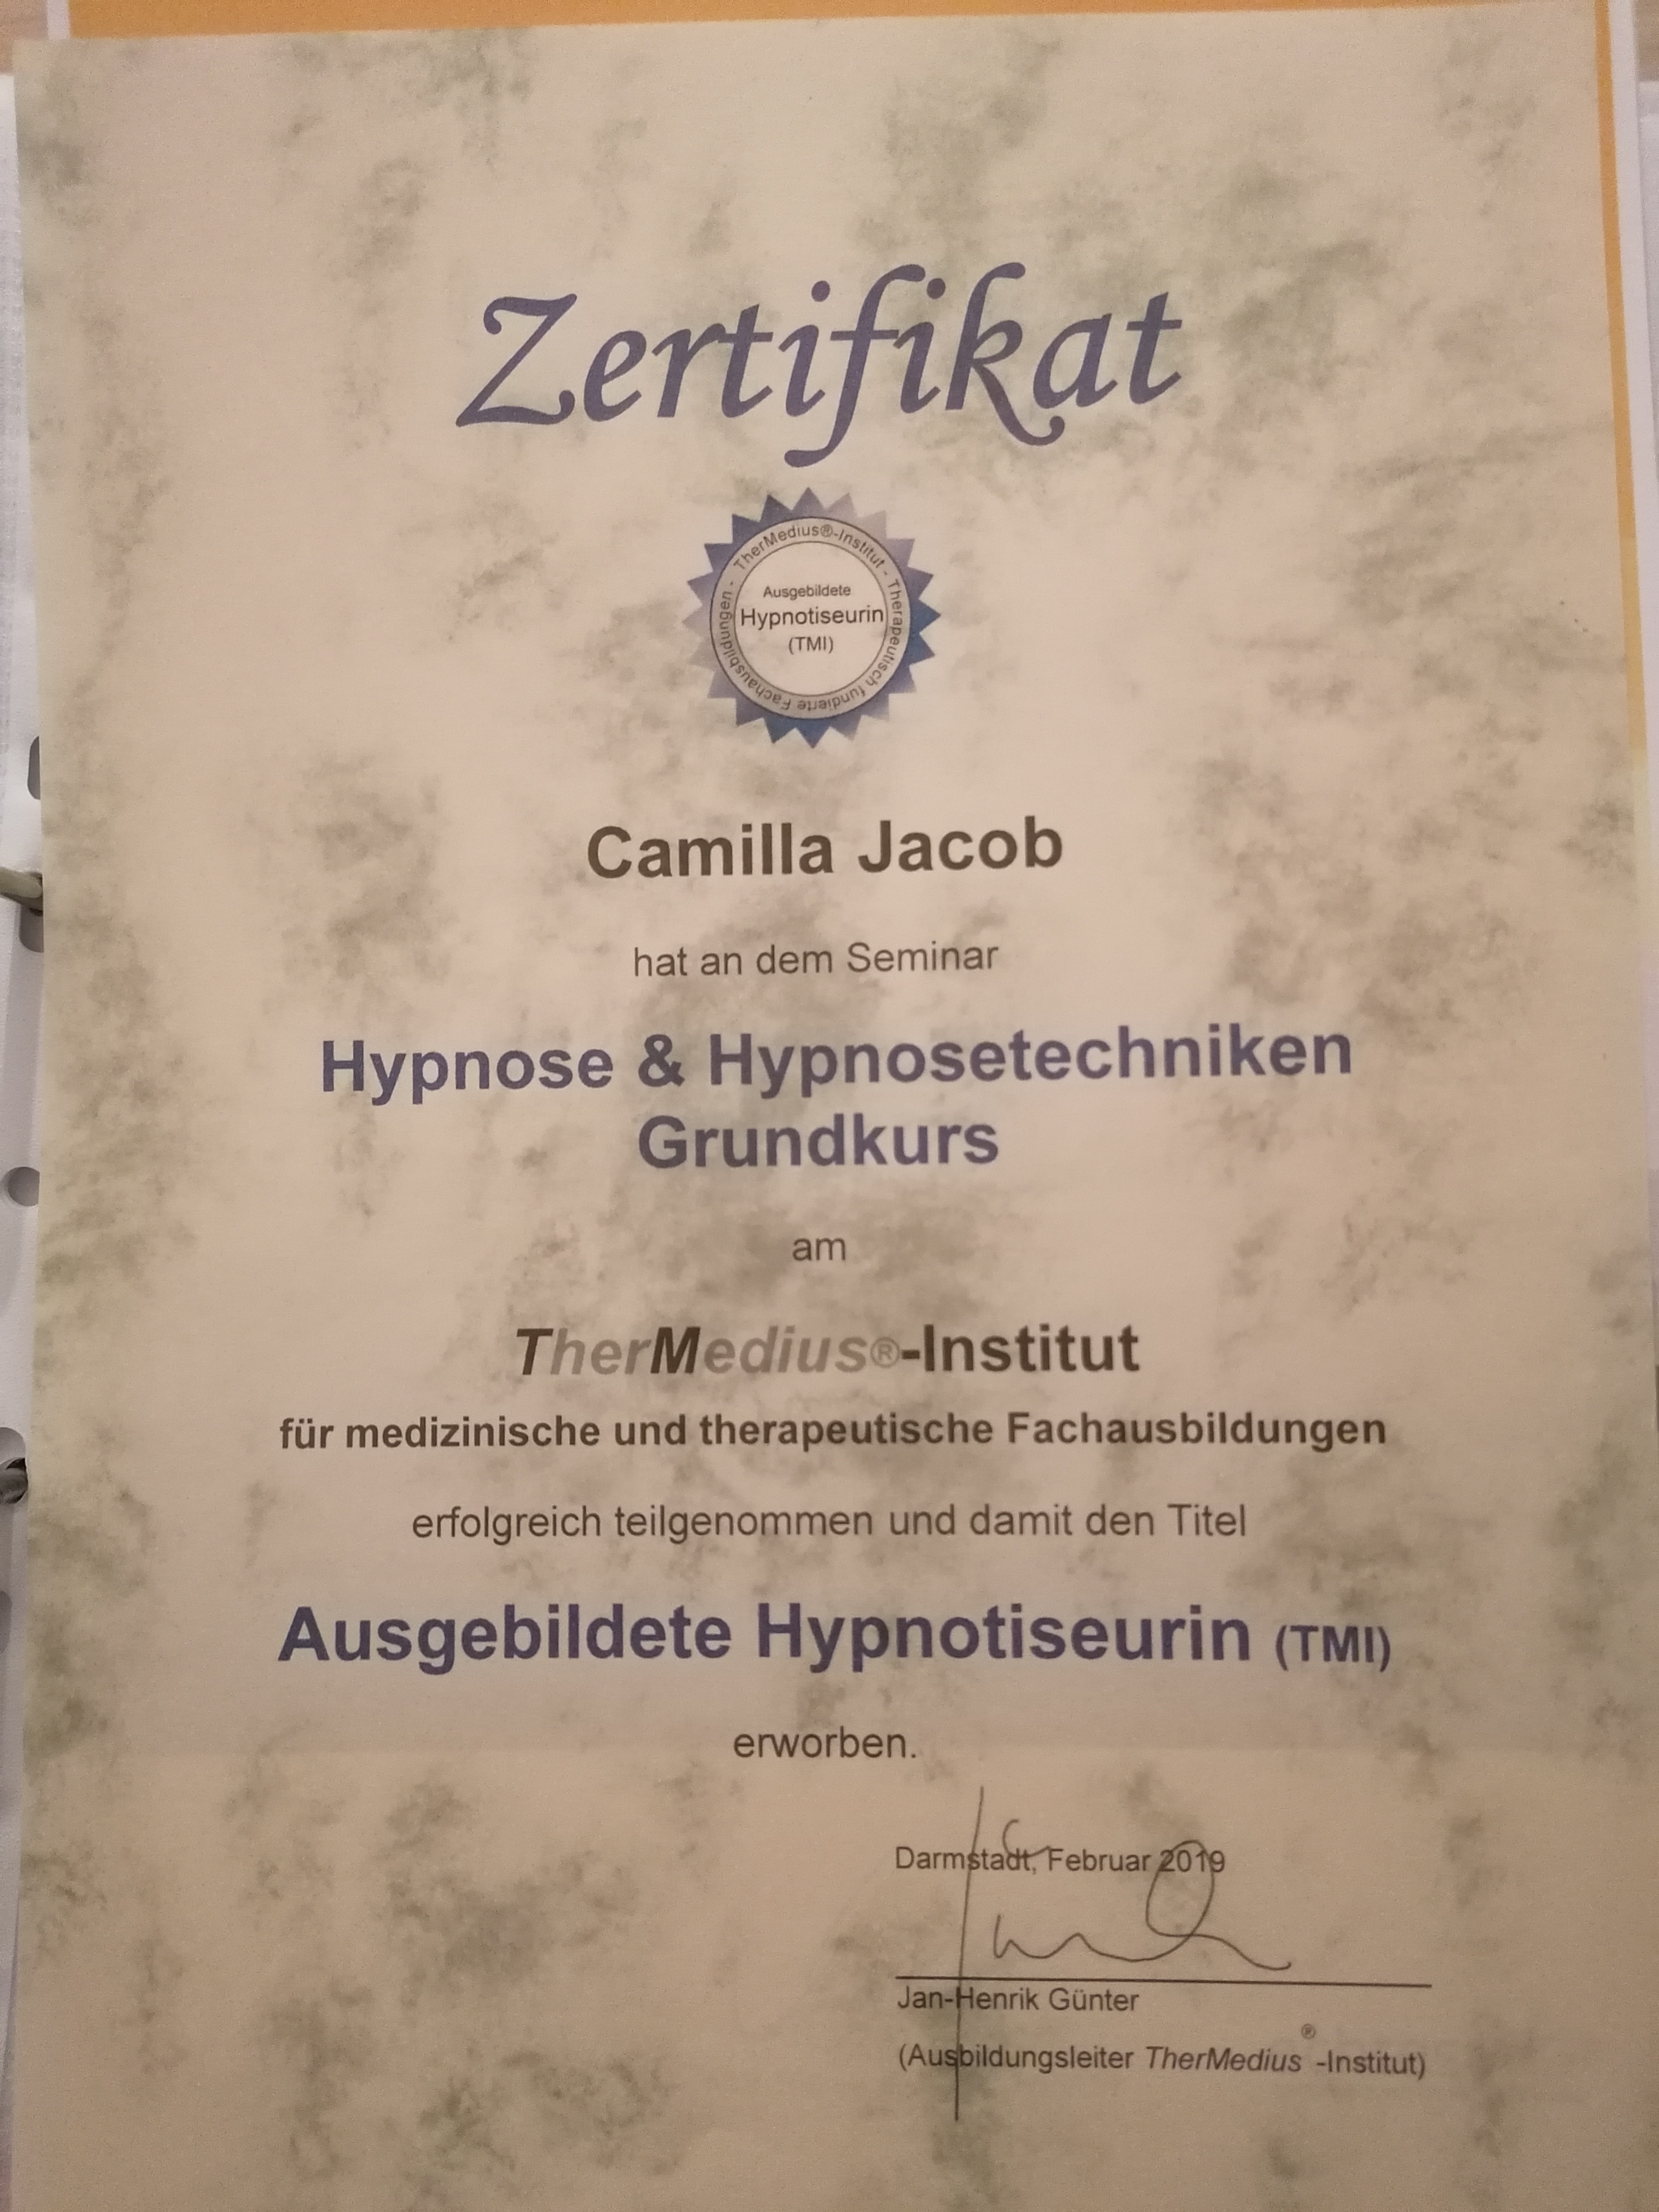 Zertifikat
TherMedius®-Institut - Therapeutisch fundierte Fachausbildungen -
Ausgebildete
Hypnotiseurin
(TMI)
Camilla Jacob
hat an dem Seminar
Hypnose & Hypnosetechniken
Grundkurs
am
TherMedius®-Institut
für medizinische und therapeutische Fachausbildungen
erfolgreich teilgenommen und damit den Titel
Ausgebildete Hypnotiseurin (TMI)
erworben.
Darmstadt, Februar 2019
Jan-Henrik Günter
(Ausbildungsleiter TherMedius®-Institut)